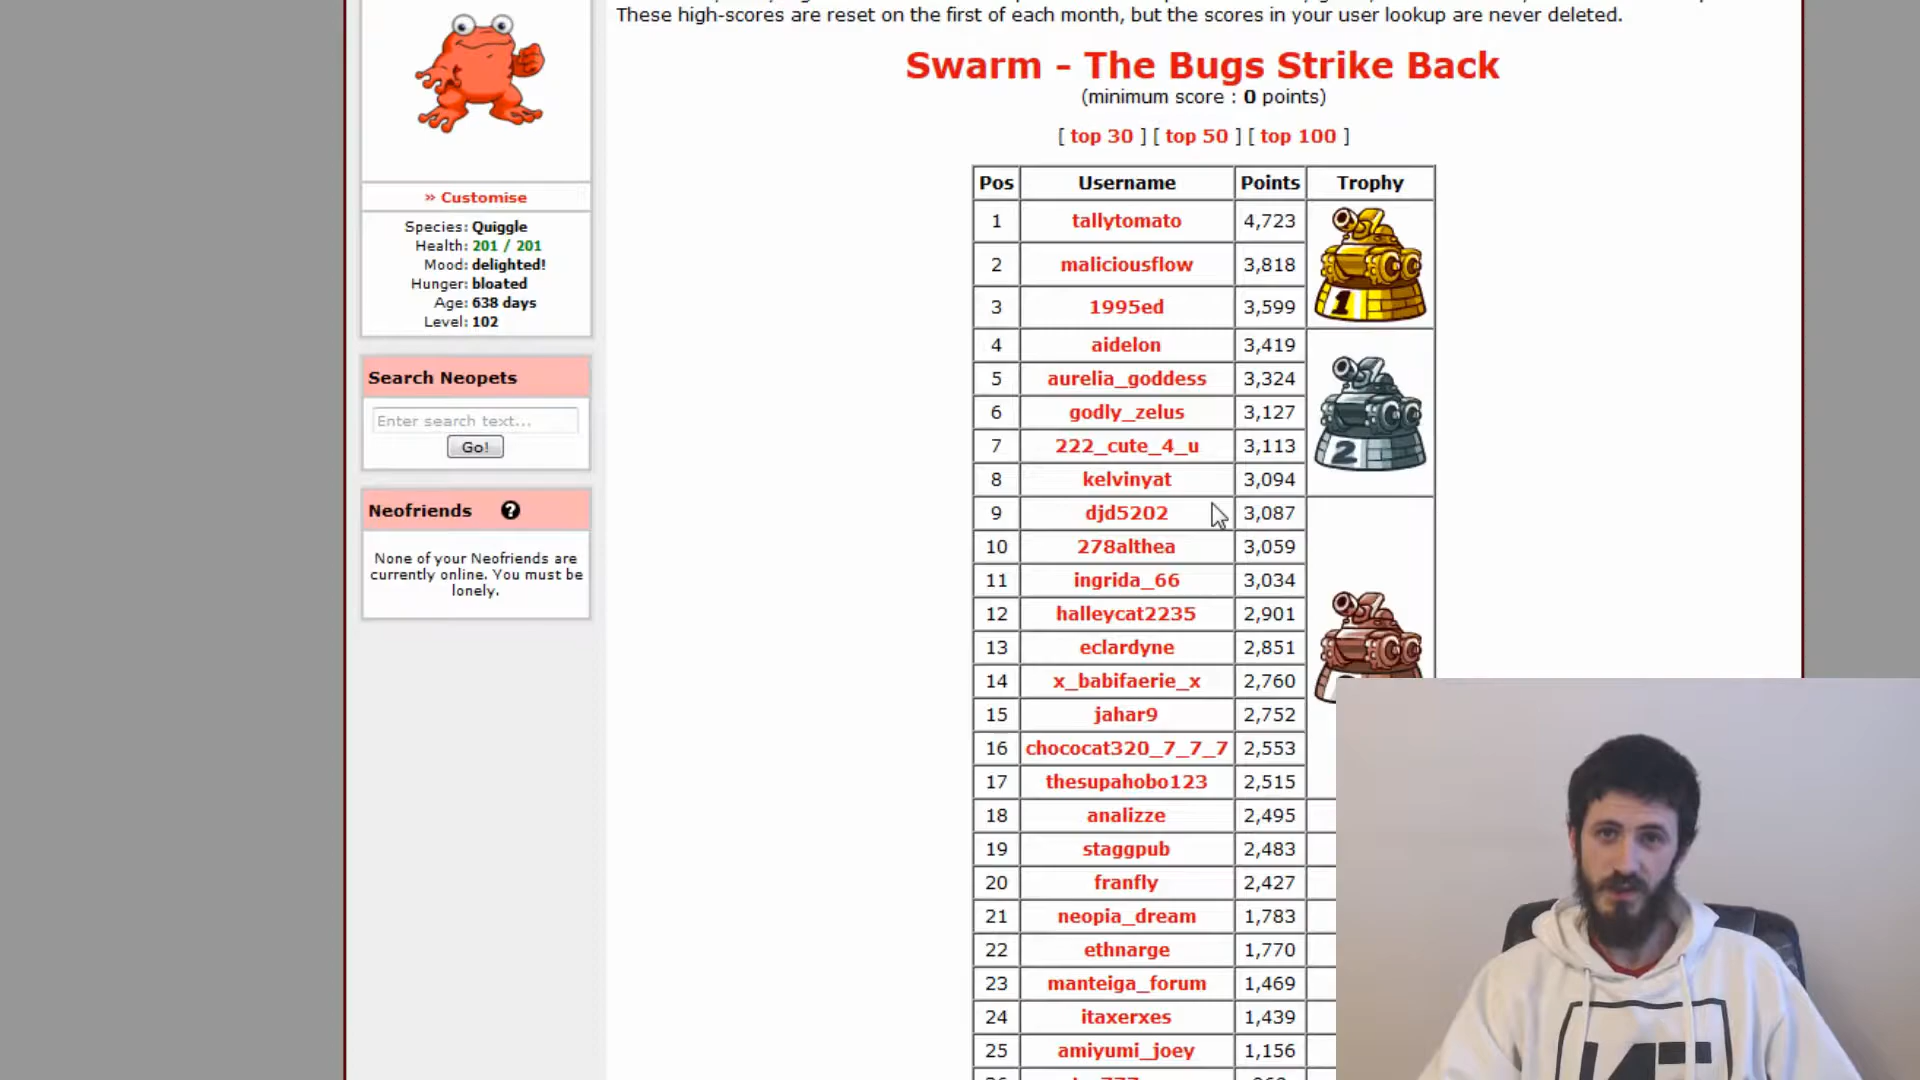 These high-scores are reset on the first of each month, but the scores in your user lookup are never deleted.
Swarm - The Bugs Strike Back
(minimum score : 0 points)
[ top 30 ] [ top 50 ] [ top 100 ]
Pos Username Points Trophy
1 tallytomato 4,723
2 maliciousflow 3,818
3 1995ed 3,599
1
4 aidelon 3,419
5 aurelia_goddess 3,324
6 godly_zelus 3,127
7 222_cute_4_u 3,113
8 kelvinyat 3,094
2
9 djd5202 3,087
10 278althea 3,059
11 ingrida_66 3,034
12 halleycat2235 2,901
13 eclardyne 2,851
14 x_babifaerie_x 2,760
15 jahar9 2,752
16 chococat320_7_7_7 2,553
17 thesupahobo123 2,515
18 analizze 2,495
19 staggpub 2,483
20 franfly 2,427
21 neopia_dream 1,783
22 ethnarge 1,770
23 manteiga_forum 1,469
24 itaxerxes 1,439
25 amiyumi_joey 1,156
» Customise
Species: Quiggle
Health: 201 / 201
Mood: delighted!
Hunger: bloated
Age: 638 days
Level: 102
Search Neopets
Enter search text...
Go!
Neofriends ?
None of your Neofriends are
currently online. You must be
lonely.